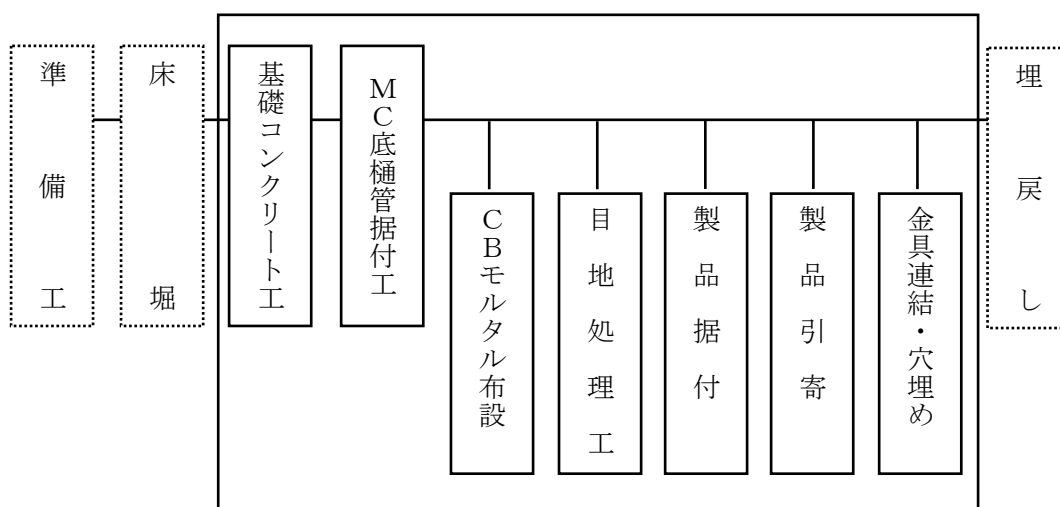 準備工
床堀
基礎コンクリート工
MC底樋管据付工
CBモルタル布設
目地処理工
製品据付
製品引寄
金具連結・穴埋め
埋戻し